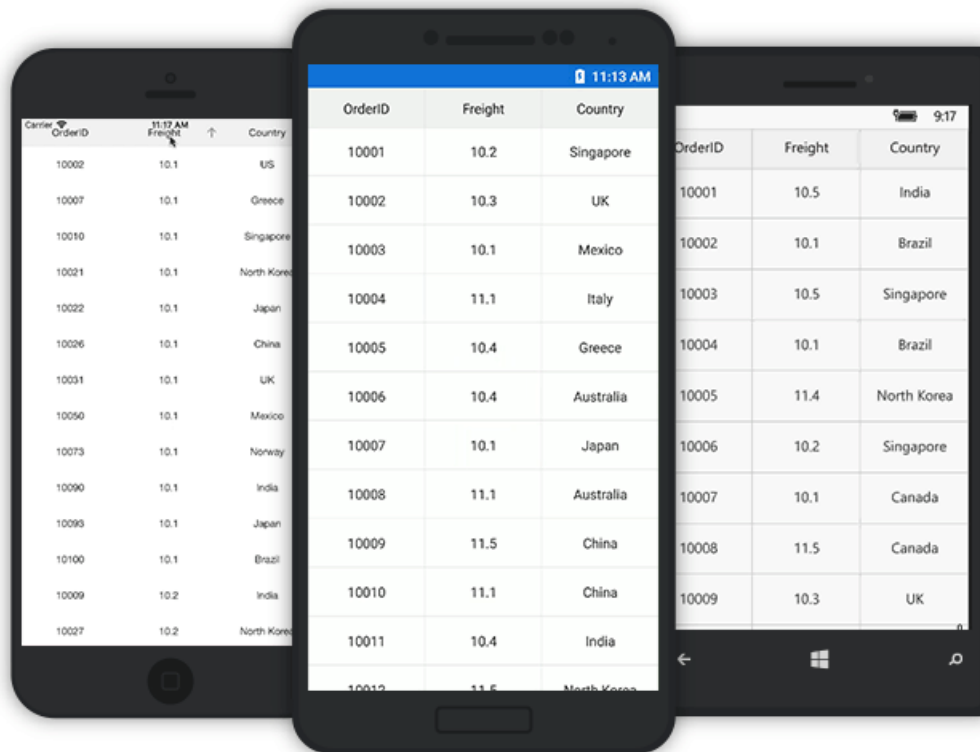 Carrier 11:17 AM
OrderID Freight ↑ Country
10002 10.1 US
10007 10.1 Greece
10010 10.1 Singapore
10021 10.1 North Korea
10022 10.1 Japan
10026 10.1 China
10031 10.1 UK
10050 10.1 Mexico
10073 10.1 Norway
10090 10.1 India
10093 10.1 Japan
10100 10.1 Brazil
10009 10.2 India
10027 10.2 North Korea
11:13 AM
OrderID Freight Country
10001 10.2 Singapore
10002 10.3 UK
10003 10.1 Mexico
10004 11.1 Italy
10005 10.4 Greece
10006 10.4 Australia
10007 10.1 Japan
10008 11.1 Australia
10009 11.5 China
10010 11.1 China
10011 10.4 India
10012 11.5 North Korea
9:17
OrderID Freight Country
10001 10.5 India
10002 10.1 Brazil
10003 10.5 Singapore
10004 10.1 Brazil
10005 11.4 North Korea
10006 10.2 Singapore
10007 10.1 Canada
10008 11.5 Canada
10009 10.3 UK